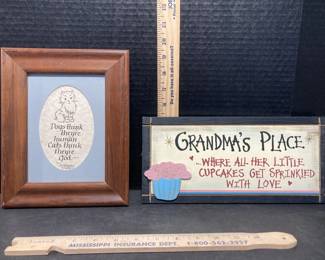 Dogs think
they're
human
Cats think
they're
God.
GRANDMA'S PLACE
...WHERE ALL HER LITTLE
CUPCAKES GET SPRINKLED
WITH LOVE
MISSISSIPPI INSURANCE DEPT. 1-800-562-2957